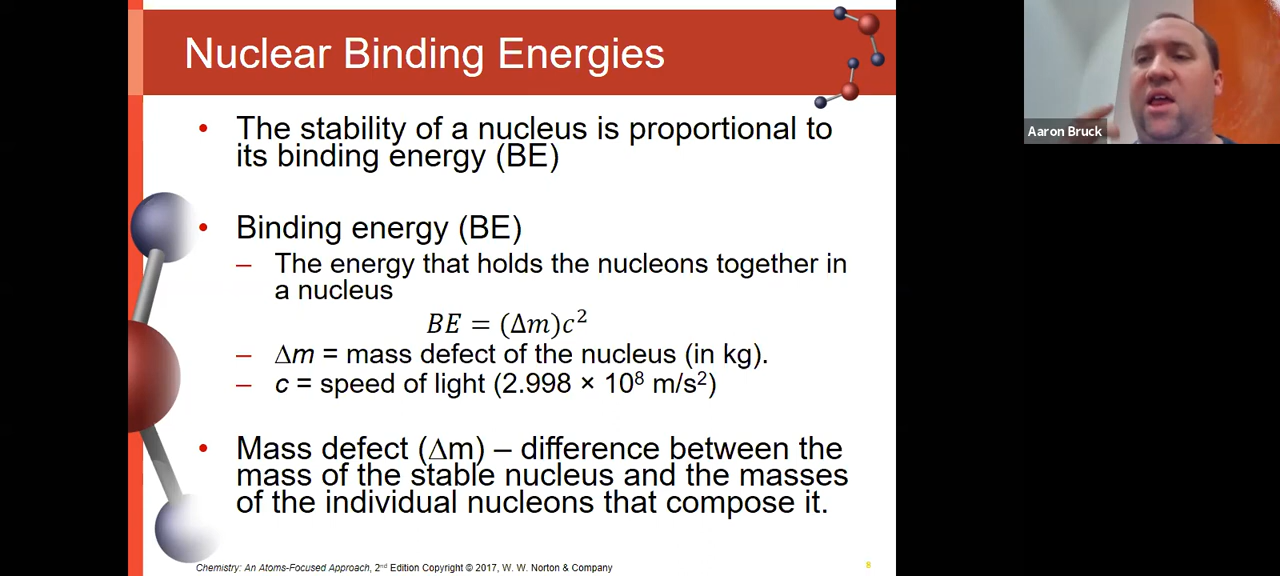 Nuclear Binding Energies
• The stability of a nucleus is proportional to
its binding energy (BE)
• Binding energy (BE)
– The energy that holds the nucleons together in
a nucleus
BE = (Δm)c²
– Δm = mass defect of the nucleus (in kg).
– c = speed of light (2.998 × 10⁸ m/s²)
• Mass defect (Δm) – difference between the
mass of the stable nucleus and the masses
of the individual nucleons that compose it.
Chemistry: An Atoms-Focused Approach, 2nd Edition Copyright © 2017, W. W. Norton & Company
8
Aaron Bruck